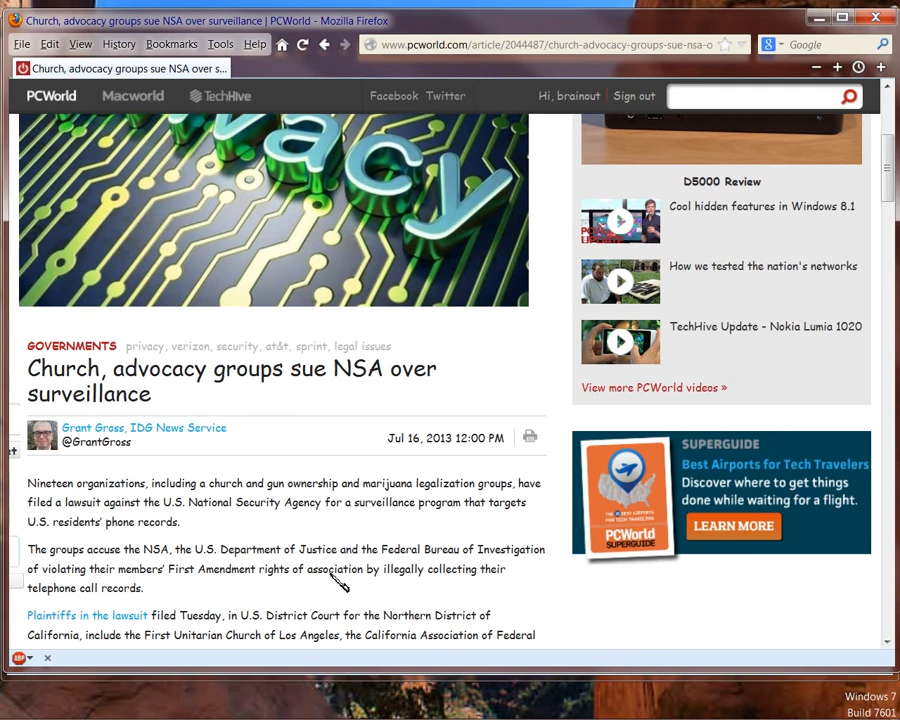 Church, advocacy groups sue NSA over surveillance | PCWorld - Mozilla Firefox
File Edit View History Bookmarks Tools Help
www.pcworld.com/article/2044487/church-advocacy-groups-sue-nsa-o
Google
Church, advocacy groups sue NSA over s...
PCWorld Macworld TechHive Facebook Twitter Hi, brainout Sign out
vacy
D5000 Review
Cool hidden features in Windows 8.1
How we tested the nation's networks
TechHive Update - Nokia Lumia 1020
View more PCWorld videos »
GOVERNMENTS privacy, verizon, security, at&t, sprint, legal issues
Church, advocacy groups sue NSA over
surveillance
Grant Gross, IDG News Service
@GrantGross
Jul 16, 2013 12:00 PM
Nineteen organizations, including a church and gun ownership and marijuana legalization groups, have
filed a lawsuit against the U.S. National Security Agency for a surveillance program that targets
U.S. residents' phone records.
The groups accuse the NSA, the U.S. Department of Justice and the Federal Bureau of Investigation
of violating their members' First Amendment rights of association by illegally collecting their
telephone call records.
Plaintiffs in the lawsuit filed Tuesday, in U.S. District Court for the Northern District of
California, include the First Unitarian Church of Los Angeles, the California Association of Federal
SUPERGUIDE
Best Airports for Tech Travelers
Discover where to get things
done while waiting for a flight.
LEARN MORE
PCWorld
SUPERGUIDE
ABP
Windows 7
Build 7601